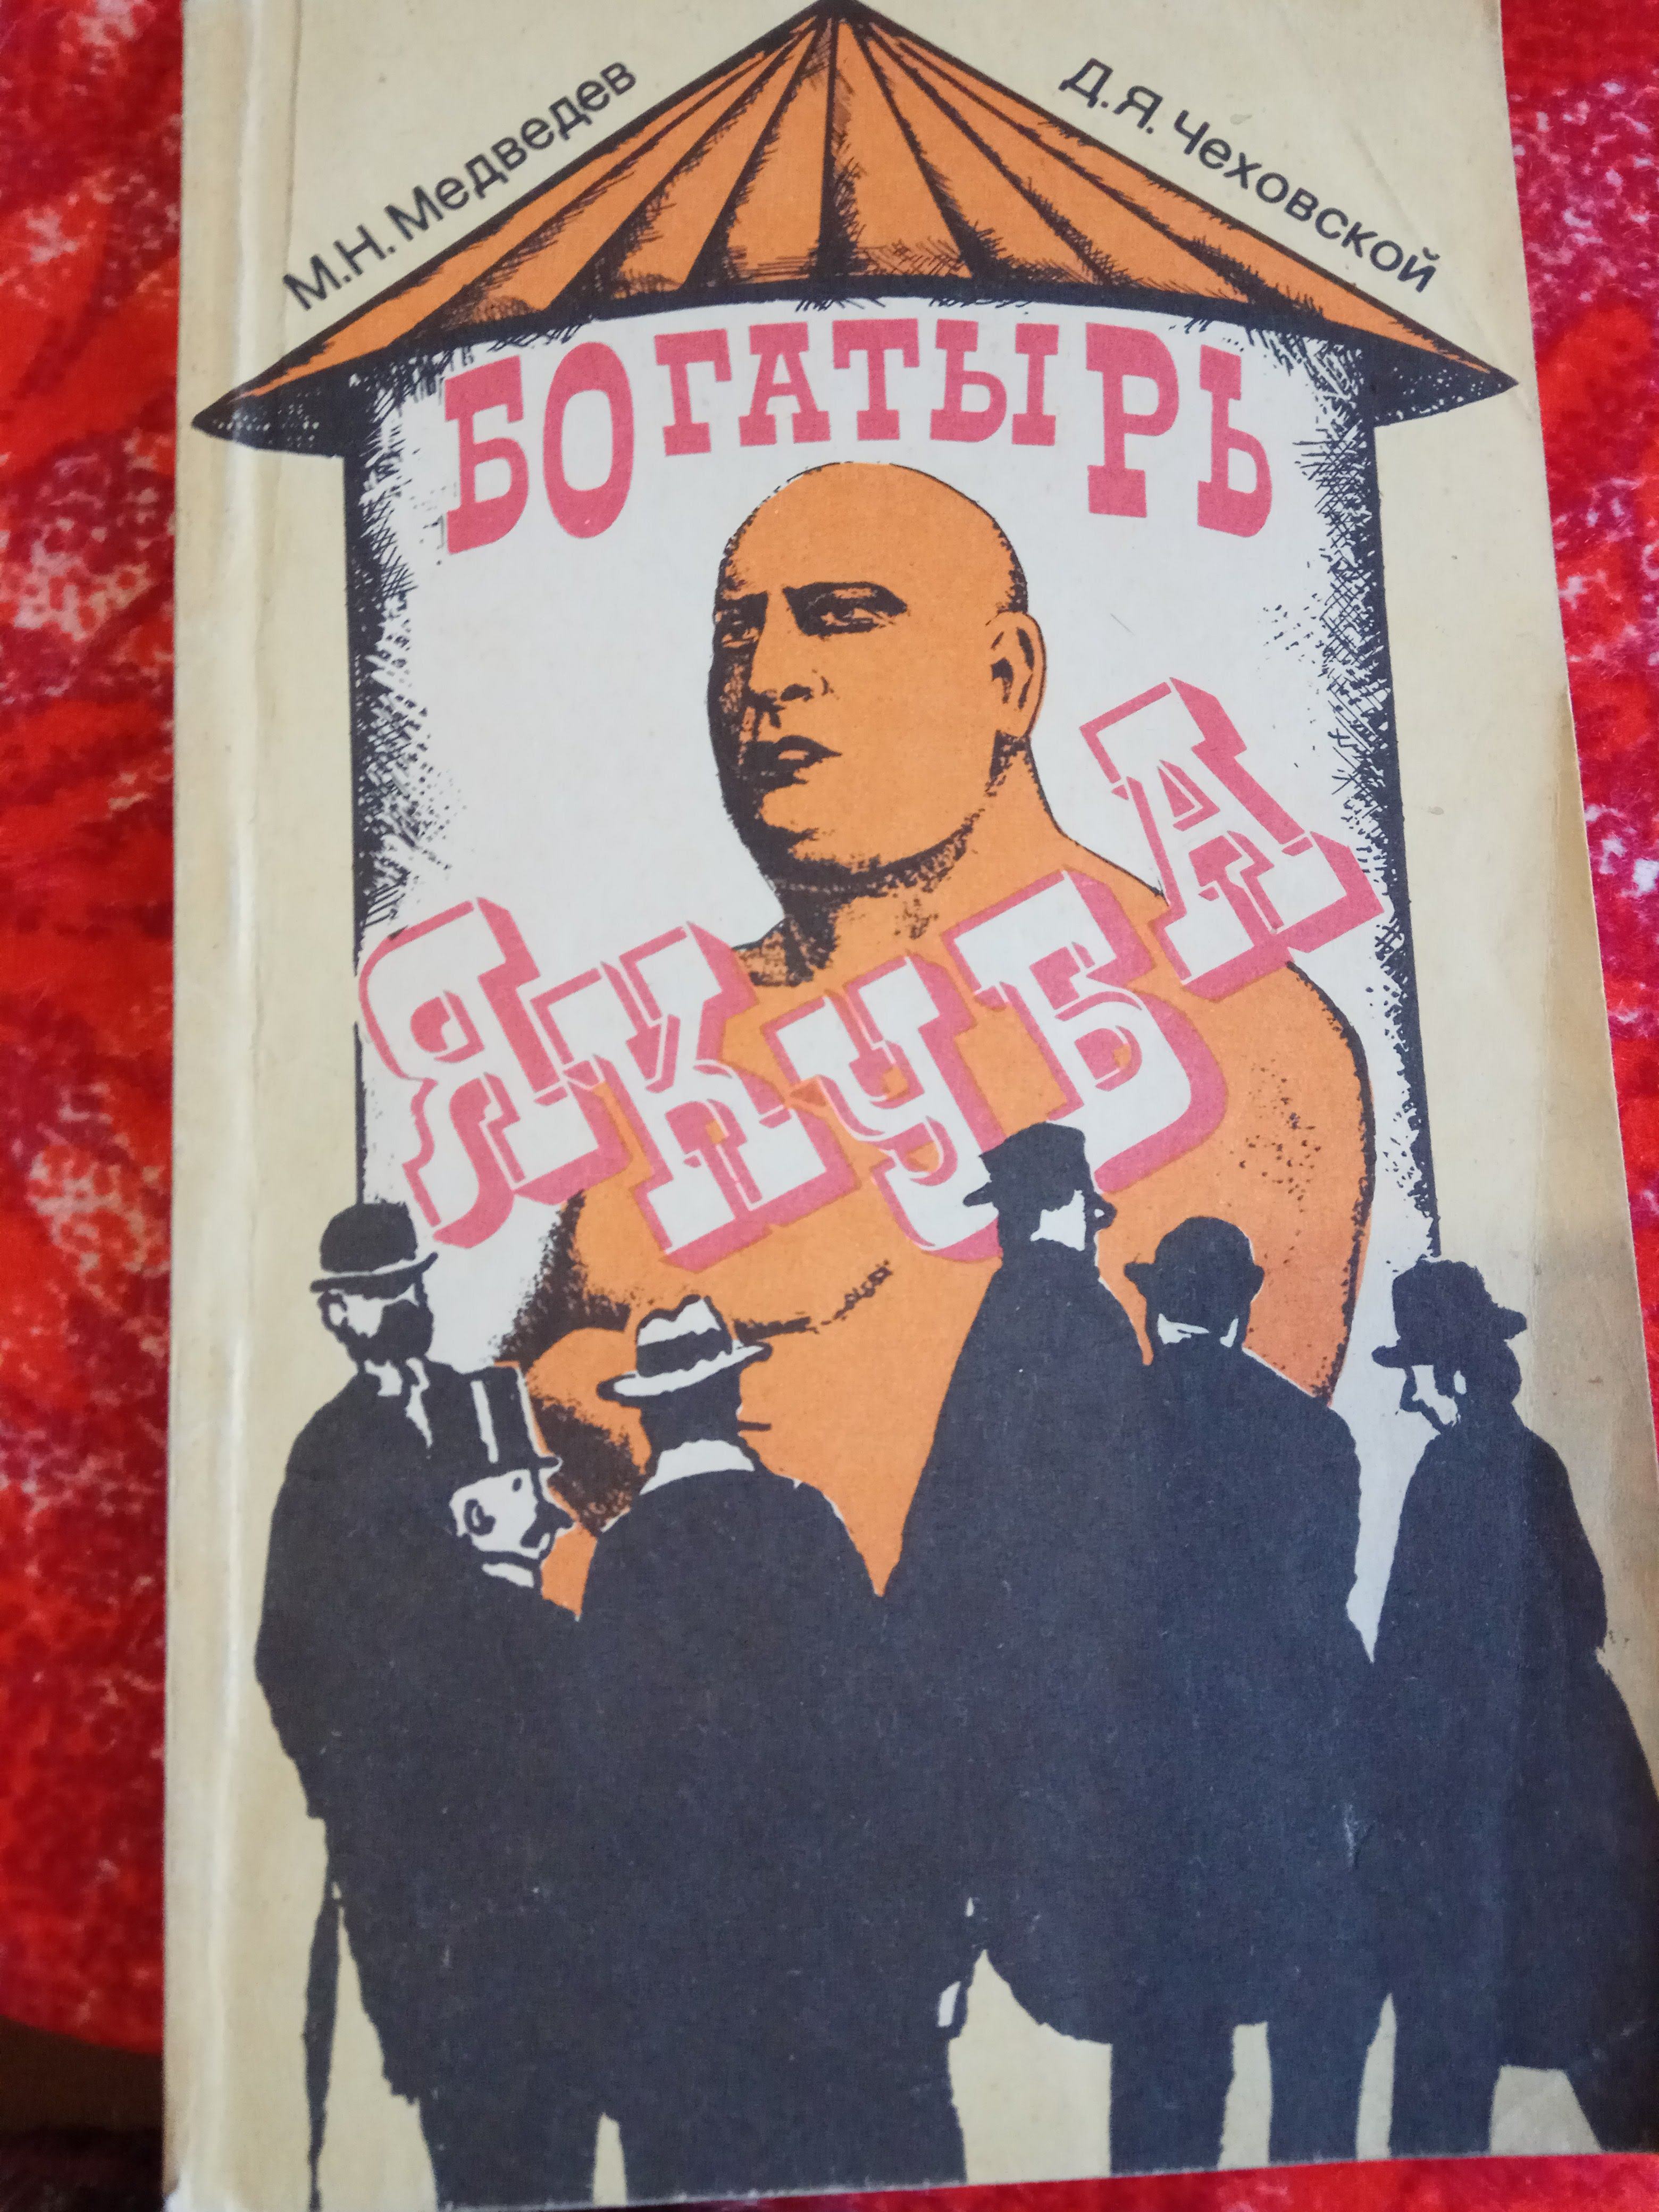 М.Н. Медведев
Д.Я. Чеховской
БОГАТЫРЬ
ЯКУБА